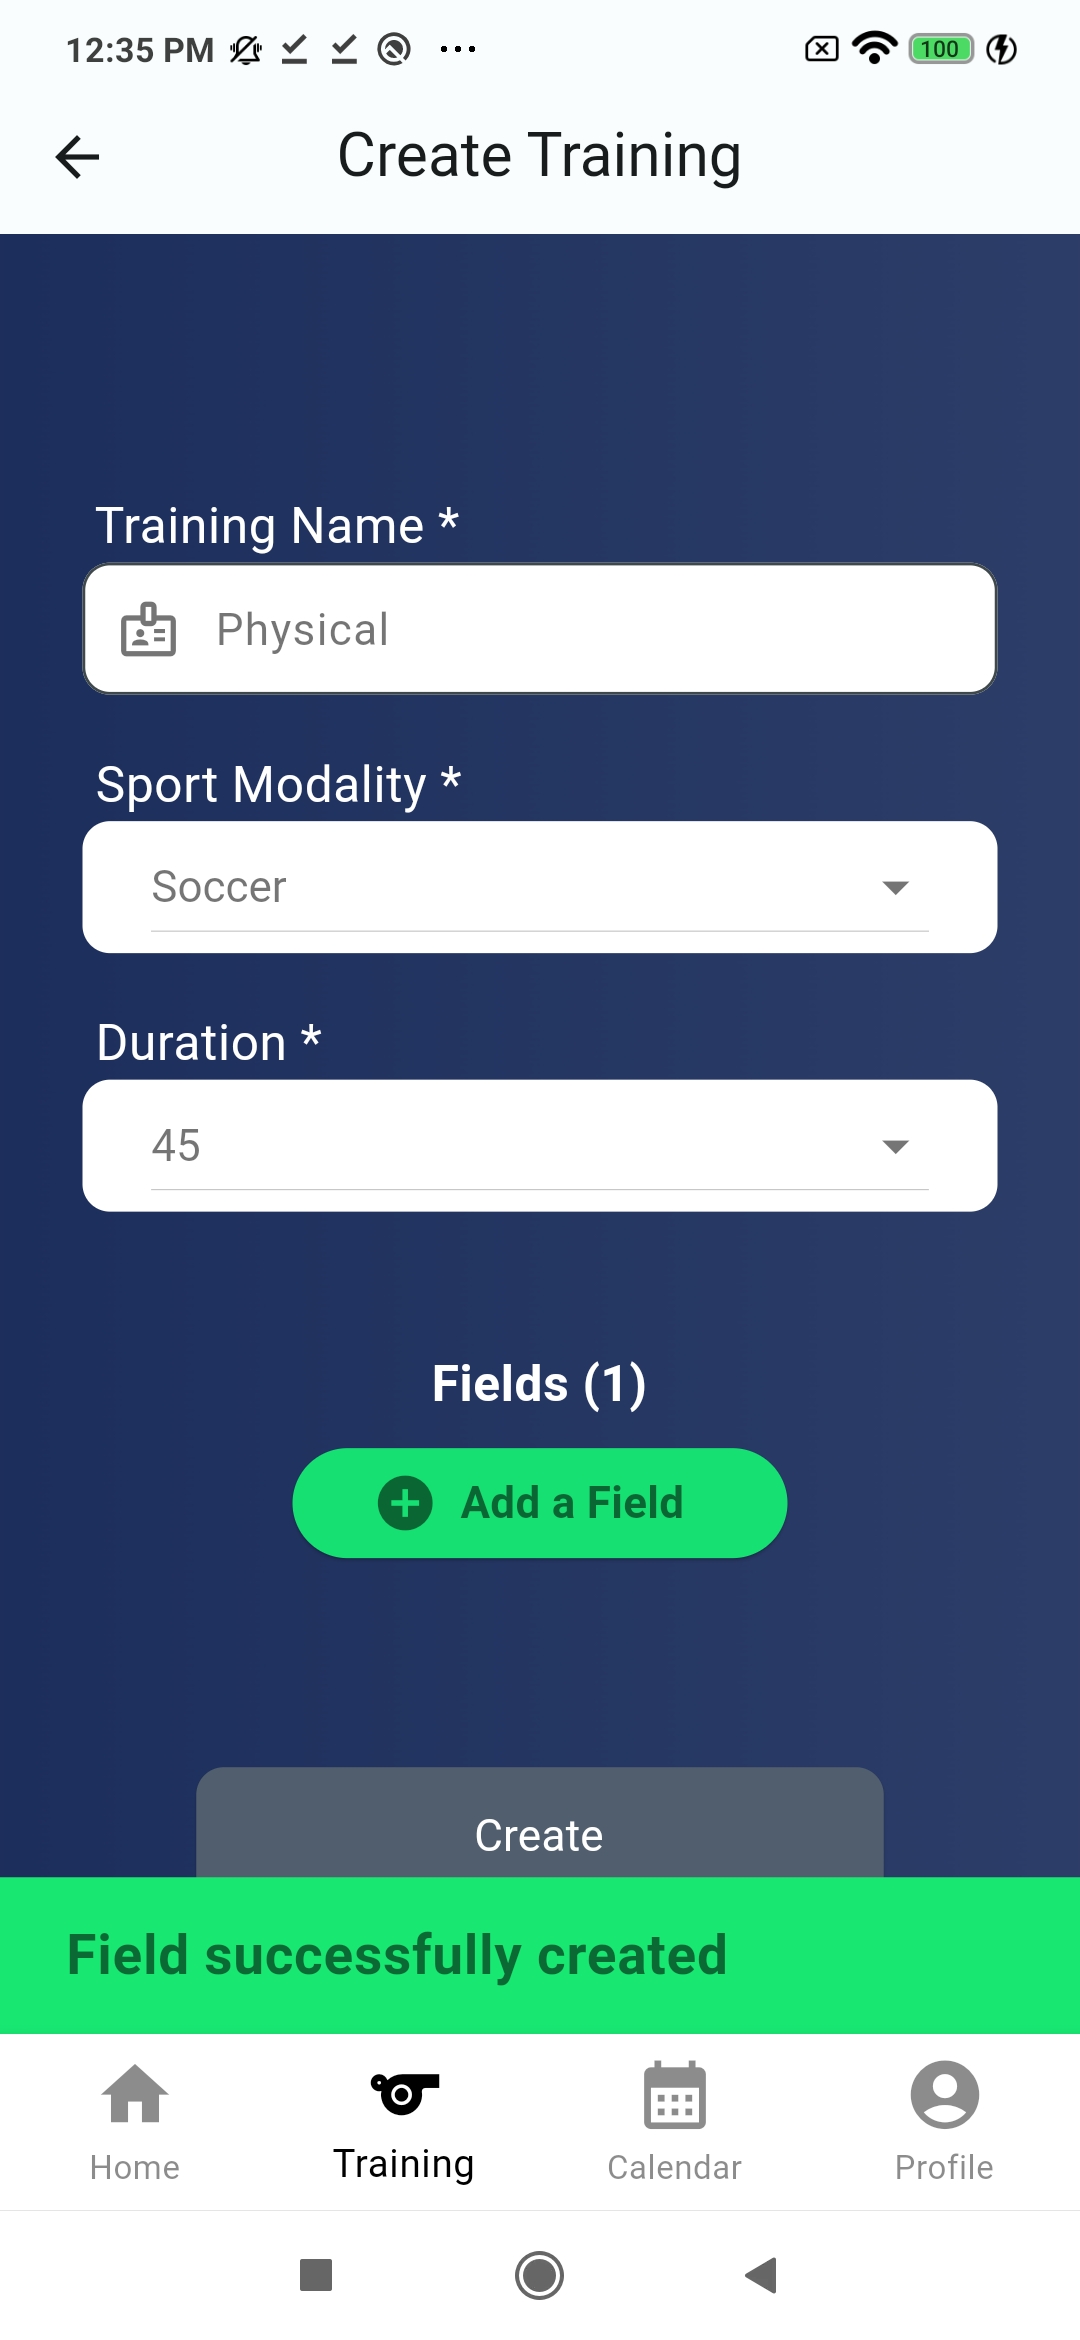 12:35 PM
100
Create Training
Training Name *
Physical
Sport Modality *
Soccer
Duration *
45
Fields (1)
Add a Field
Create
Field successfully created
Home
Training
Calendar
Profile